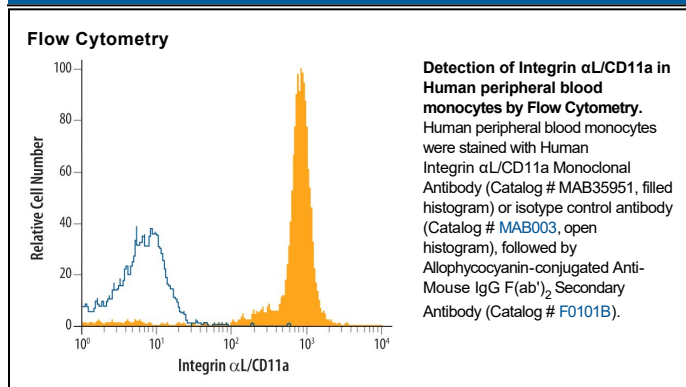 Flow Cytometry
100
80
60
40
20
0
Relative Cell Number
10⁰ 10¹ 10² 10³ 10⁴
Integrin αL/CD11a
Detection of Integrin αL/CD11a in
Human peripheral blood
monocytes by Flow Cytometry.
Human peripheral blood monocytes
were stained with Human
Integrin αL/CD11a Monoclonal
Antibody (Catalog # MAB35951, filled
histogram) or isotype control antibody
(Catalog # MAB003, open
histogram), followed by
Allophycocyanin-conjugated Anti-
Mouse IgG F(ab')₂ Secondary
Antibody (Catalog # F0101B).